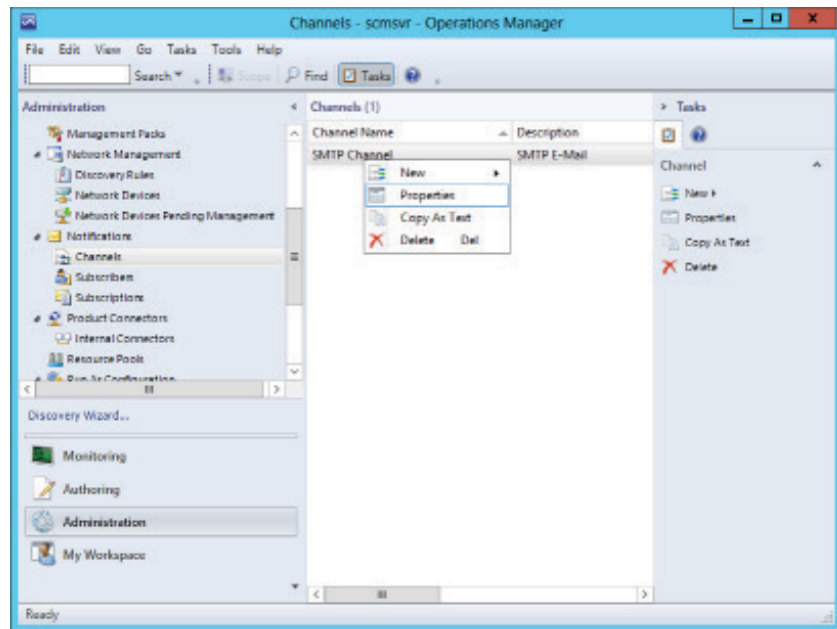 Channels - scmsvr - Operations Manager
File Edit View Go Tasks Tools Help
Search Scope Find Tasks
Administration
Management Packs
Network Management
Discovery Rules
Network Devices
Network Devices Pending Management
Notifications
Channels
Subscribers
Subscriptions
Product Connectors
Internal Connectors
Resource Pools
Run As Configuration
Discovery Wizard...
Monitoring
Authoring
Administration
My Workspace
Channels (1)
Channel Name Description
SMTP Channel SMTP E-Mail
New
Properties
Copy As Text
Delete Del
Tasks
Channel
New
Properties
Copy As Text
Delete
Ready